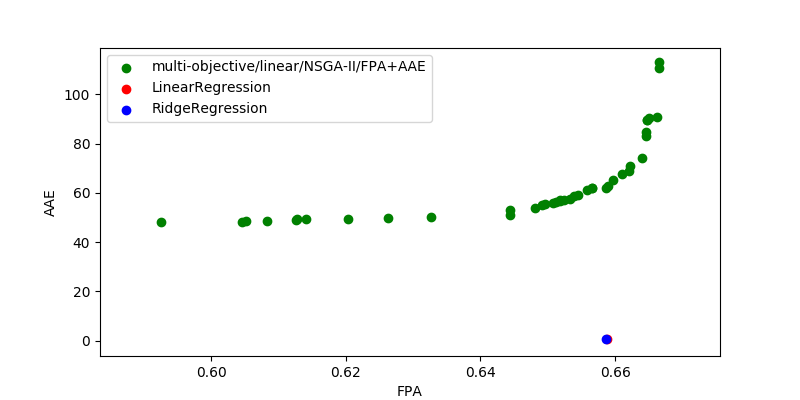 multi-objective/linear/NSGA-II/FPA+AAE
LinearRegression
RidgeRegression
100
80
60
40
20
0
AAE
0.60
0.62
0.64
0.66
FPA